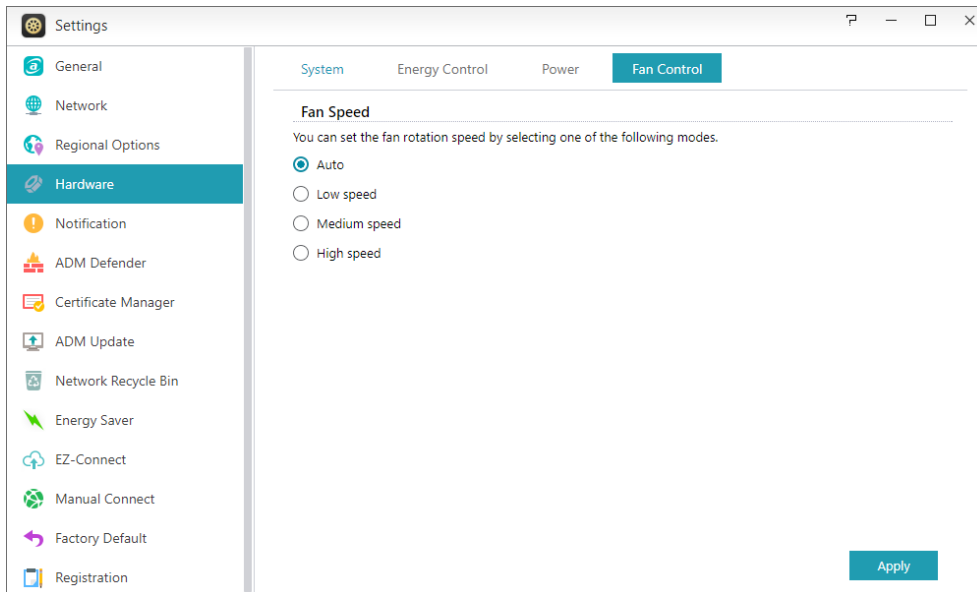 Settings
General
Network
Regional Options
Hardware
Notification
ADM Defender
Certificate Manager
ADM Update
Network Recycle Bin
Energy Saver
EZ-Connect
Manual Connect
Factory Default
Registration
System Energy Control Power Fan Control
Fan Speed
You can set the fan rotation speed by selecting one of the following modes.
Auto
Low speed
Medium speed
High speed
Apply